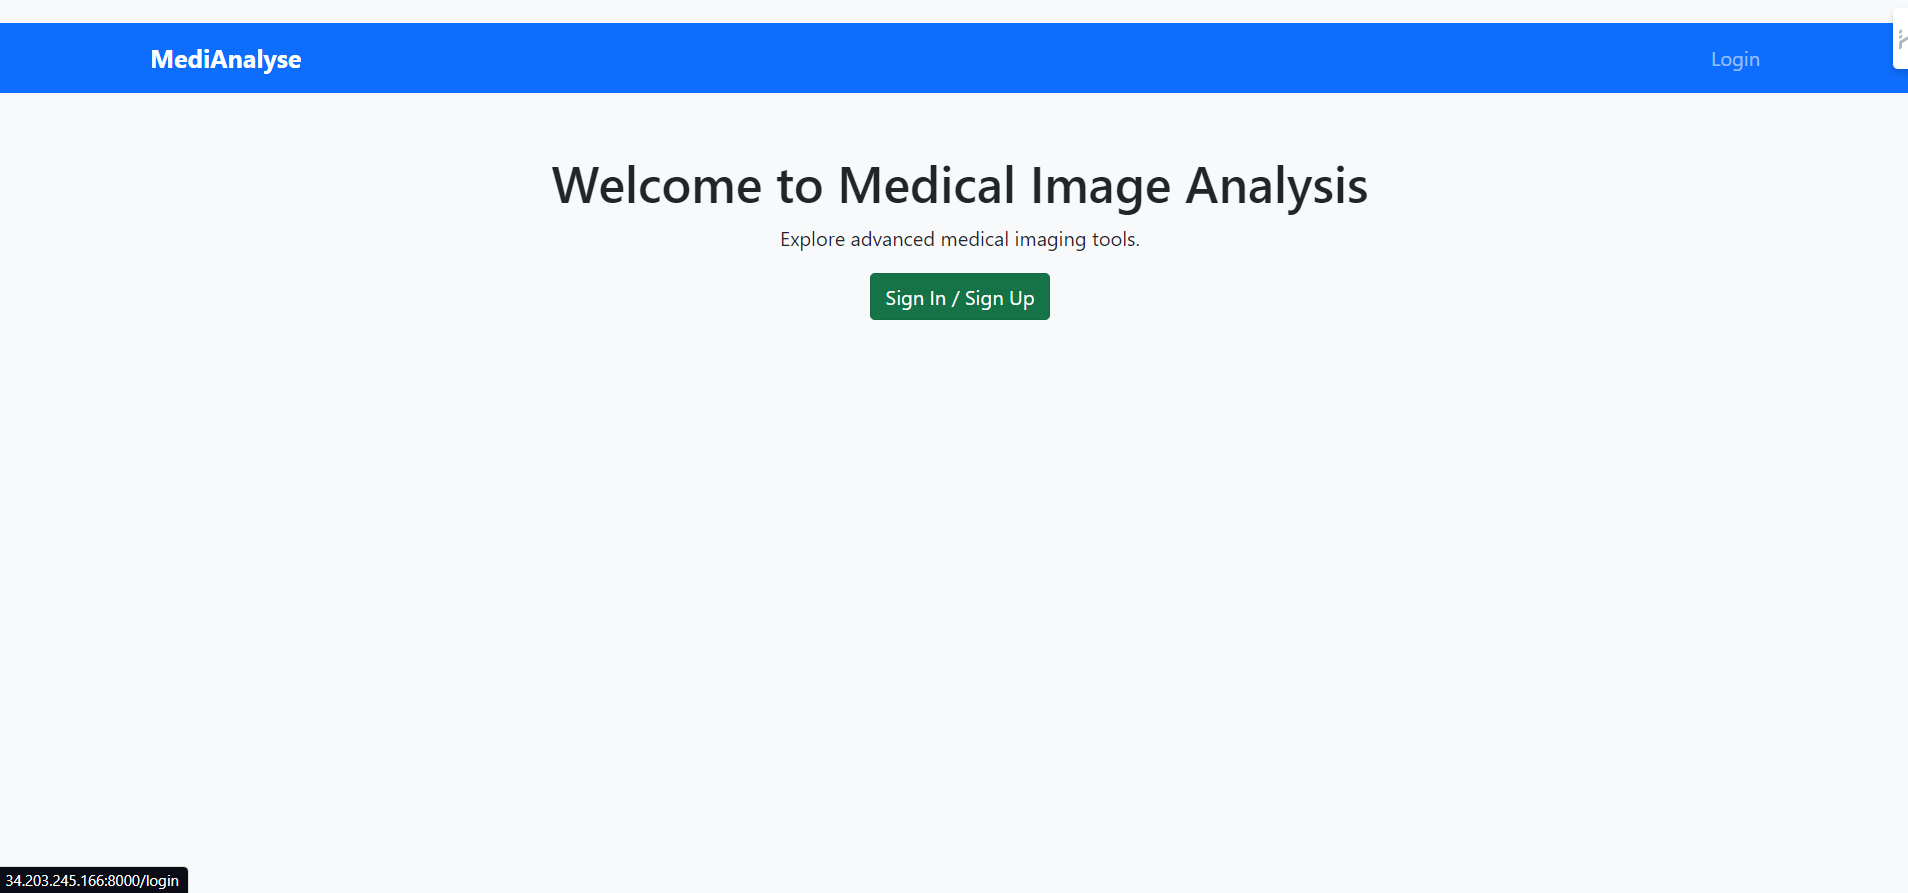 MediAnalyse
Login
Welcome to Medical Image Analysis
Explore advanced medical imaging tools.
Sign In / Sign Up
34.203.245.166:8000/login